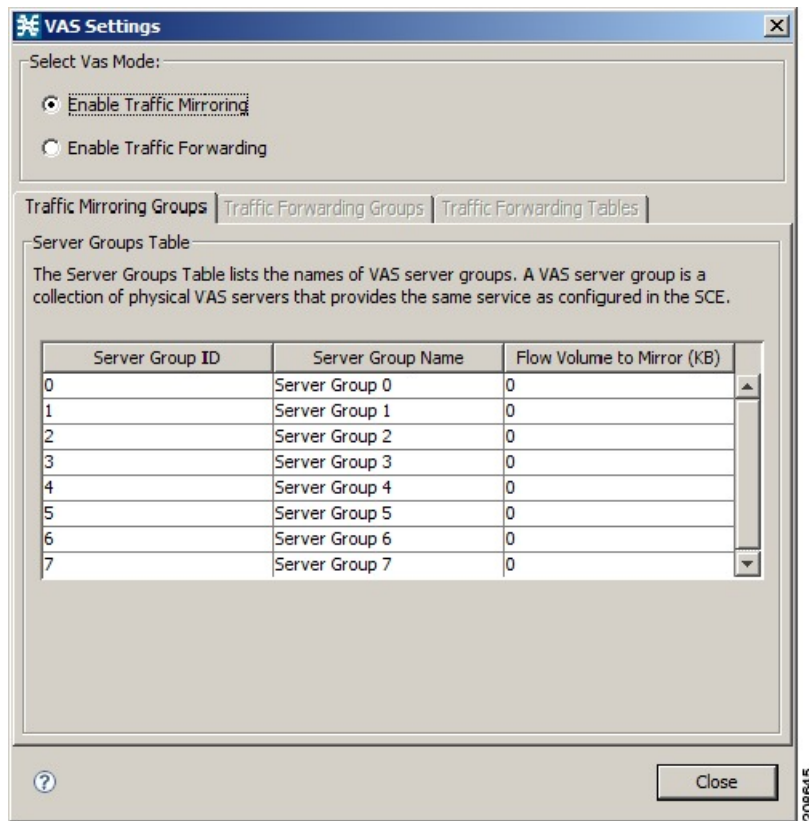 VAS Settings
Select Vas Mode:
Enable Traffic Mirroring
Enable Traffic Forwarding
Traffic Mirroring Groups Traffic Forwarding Groups Traffic Forwarding Tables
Server Groups Table
The Server Groups Table lists the names of VAS server groups. A VAS server group is a
collection of physical VAS servers that provides the same service as configured in the SCE.
Server Group ID Server Group Name Flow Volume to Mirror (KB)
0 Server Group 0 0
1 Server Group 1 0
2 Server Group 2 0
3 Server Group 3 0
4 Server Group 4 0
5 Server Group 5 0
6 Server Group 6 0
7 Server Group 7 0
? Close
208645